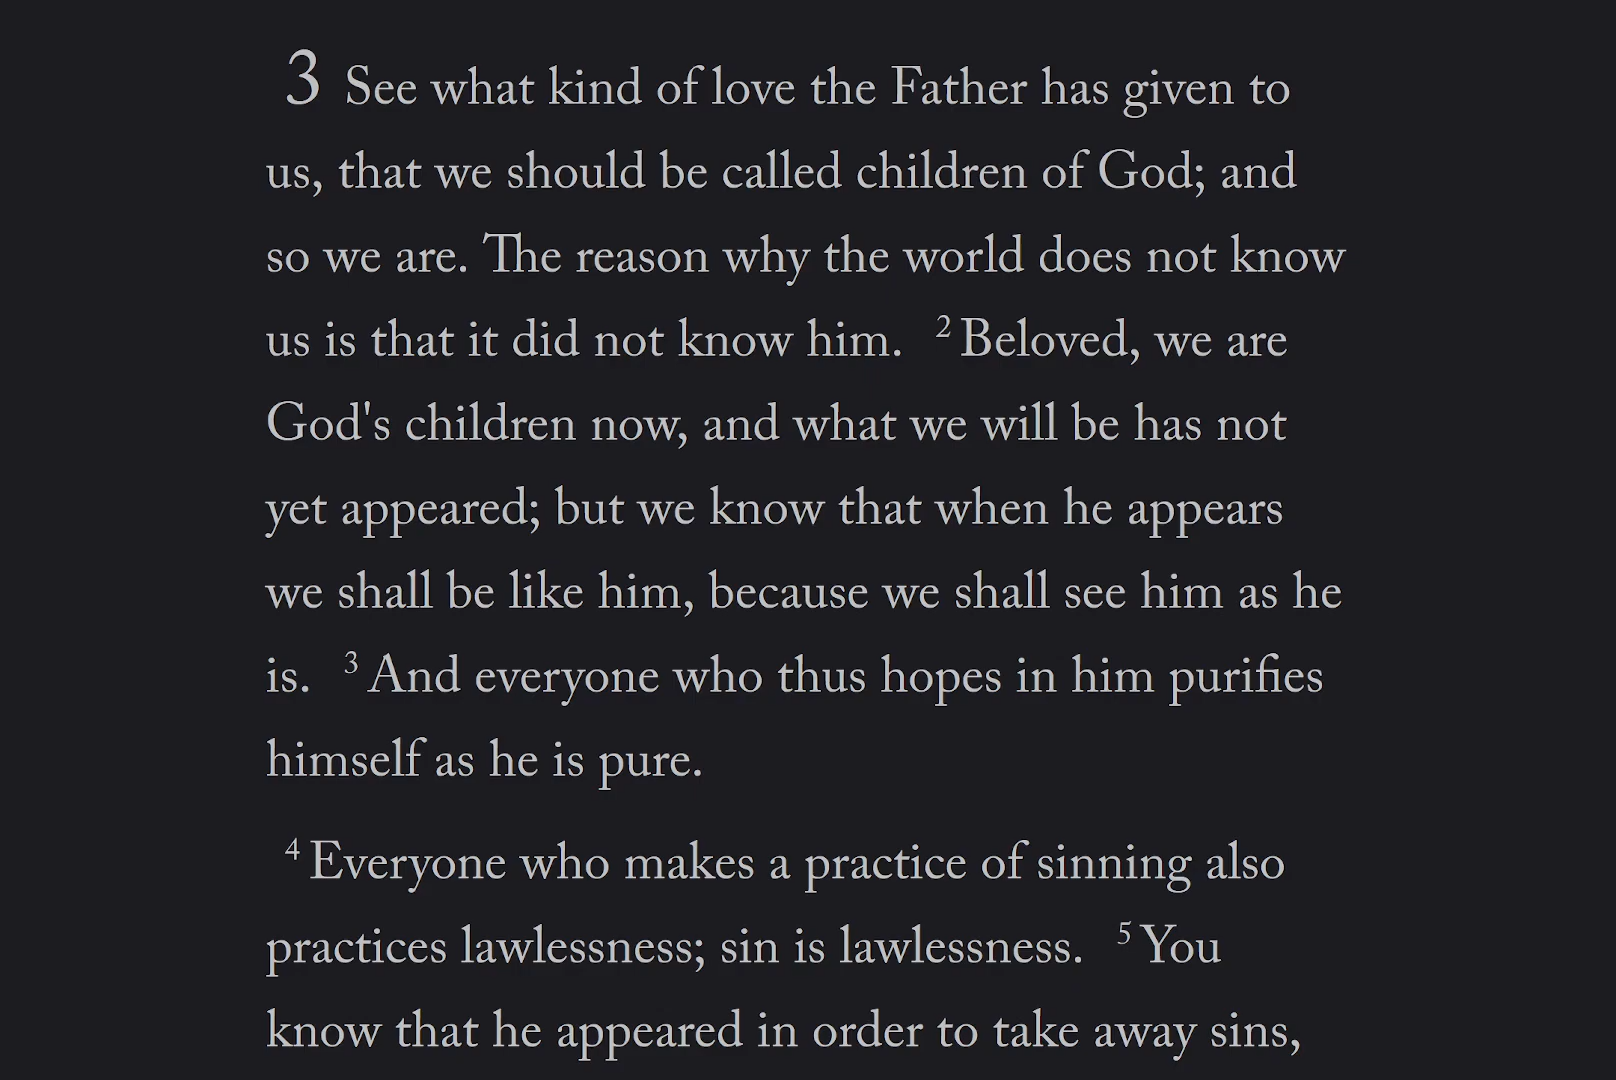 3 See what kind of love the Father has given to
us, that we should be called children of God; and
so we are. The reason why the world does not know
us is that it did not know him. 2 Beloved, we are
God's children now, and what we will be has not
yet appeared; but we know that when he appears
we shall be like him, because we shall see him as he
is. 3 And everyone who thus hopes in him purifies
himself as he is pure.
4 Everyone who makes a practice of sinning also
practices lawlessness; sin is lawlessness. 5 You
know that he appeared in order to take away sins,